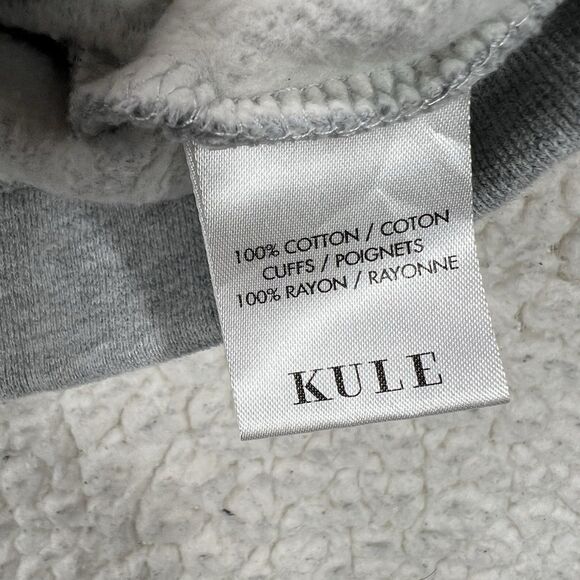 100% COTTON / COTON
CUFFS / POIGNETS
100% RAYON / RAYONNE
KULE